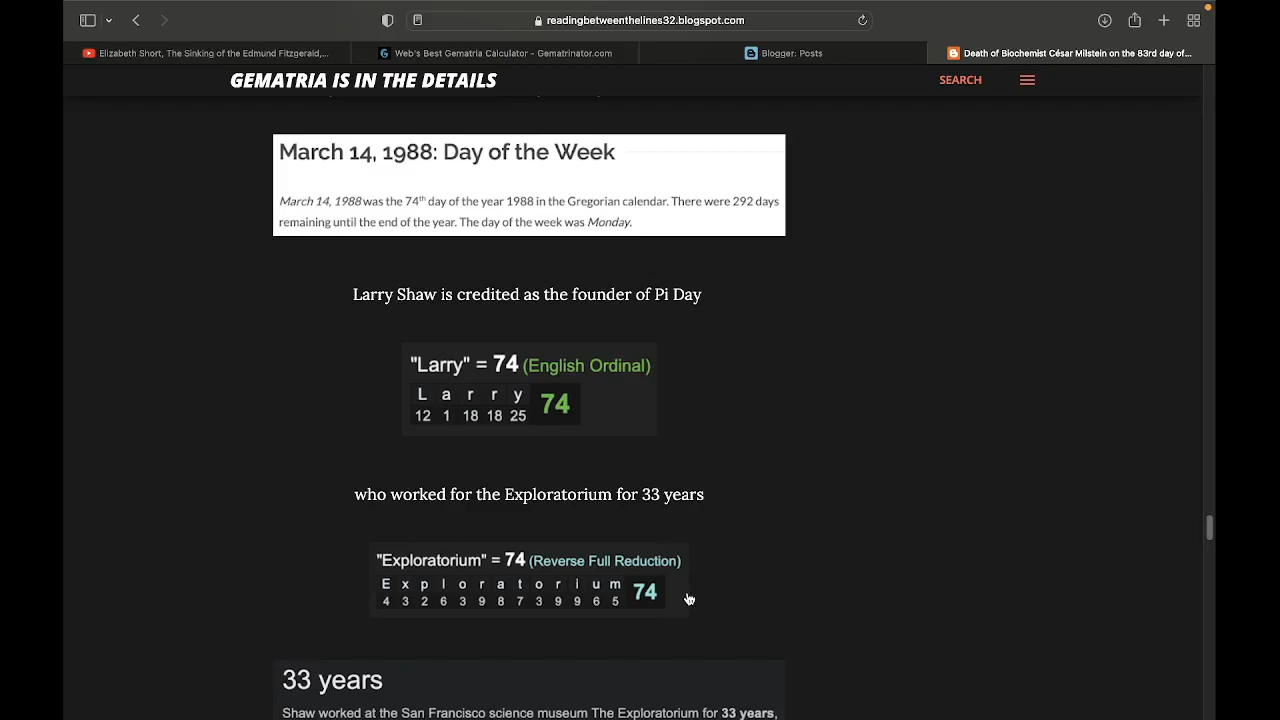 readingbetweenthelines32.blogspot.com
Elizabeth Short, The Sinking of the Edmund Fitzgerald,...
Web's Best Gematria Calculator - Gematrinator.com
Blogger: Posts
Death of Biochemist César Milstein on the 83rd day of...
GEMATRIA IS IN THE DETAILS
SEARCH
March 14, 1988: Day of the Week
March 14, 1988 was the 74th day of the year 1988 in the Gregorian calendar. There were 292 days
remaining until the end of the year. The day of the week was Monday.
Larry Shaw is credited as the founder of Pi Day
"Larry" = 74 (English Ordinal)
L a r r y 74
12 1 18 18 25
who worked for the Exploratorium for 33 years
"Exploratorium" = 74 (Reverse Full Reduction)
E x p l o r a t o r i u m 74
4 3 2 6 3 9 8 7 3 9 9 6 5
33 years
Shaw worked at the San Francisco science museum The Exploratorium for 33 years,